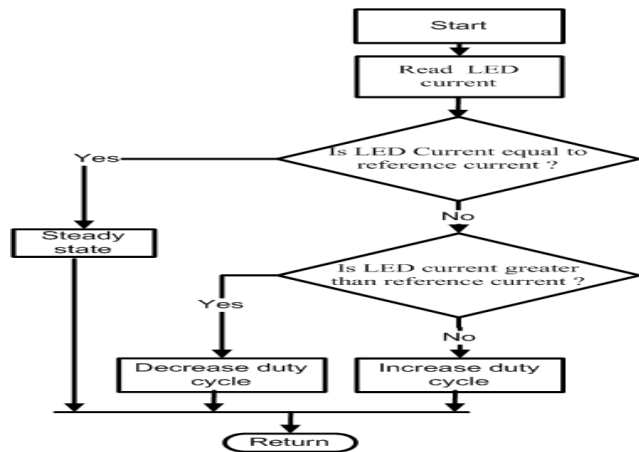 Start
Read LED
current
Is LED Current equal to
reference current ?
Yes
No
Steady
state
Is LED current greater
than reference current ?
Yes
No
Decrease duty
cycle
Increase duty
cycle
Return